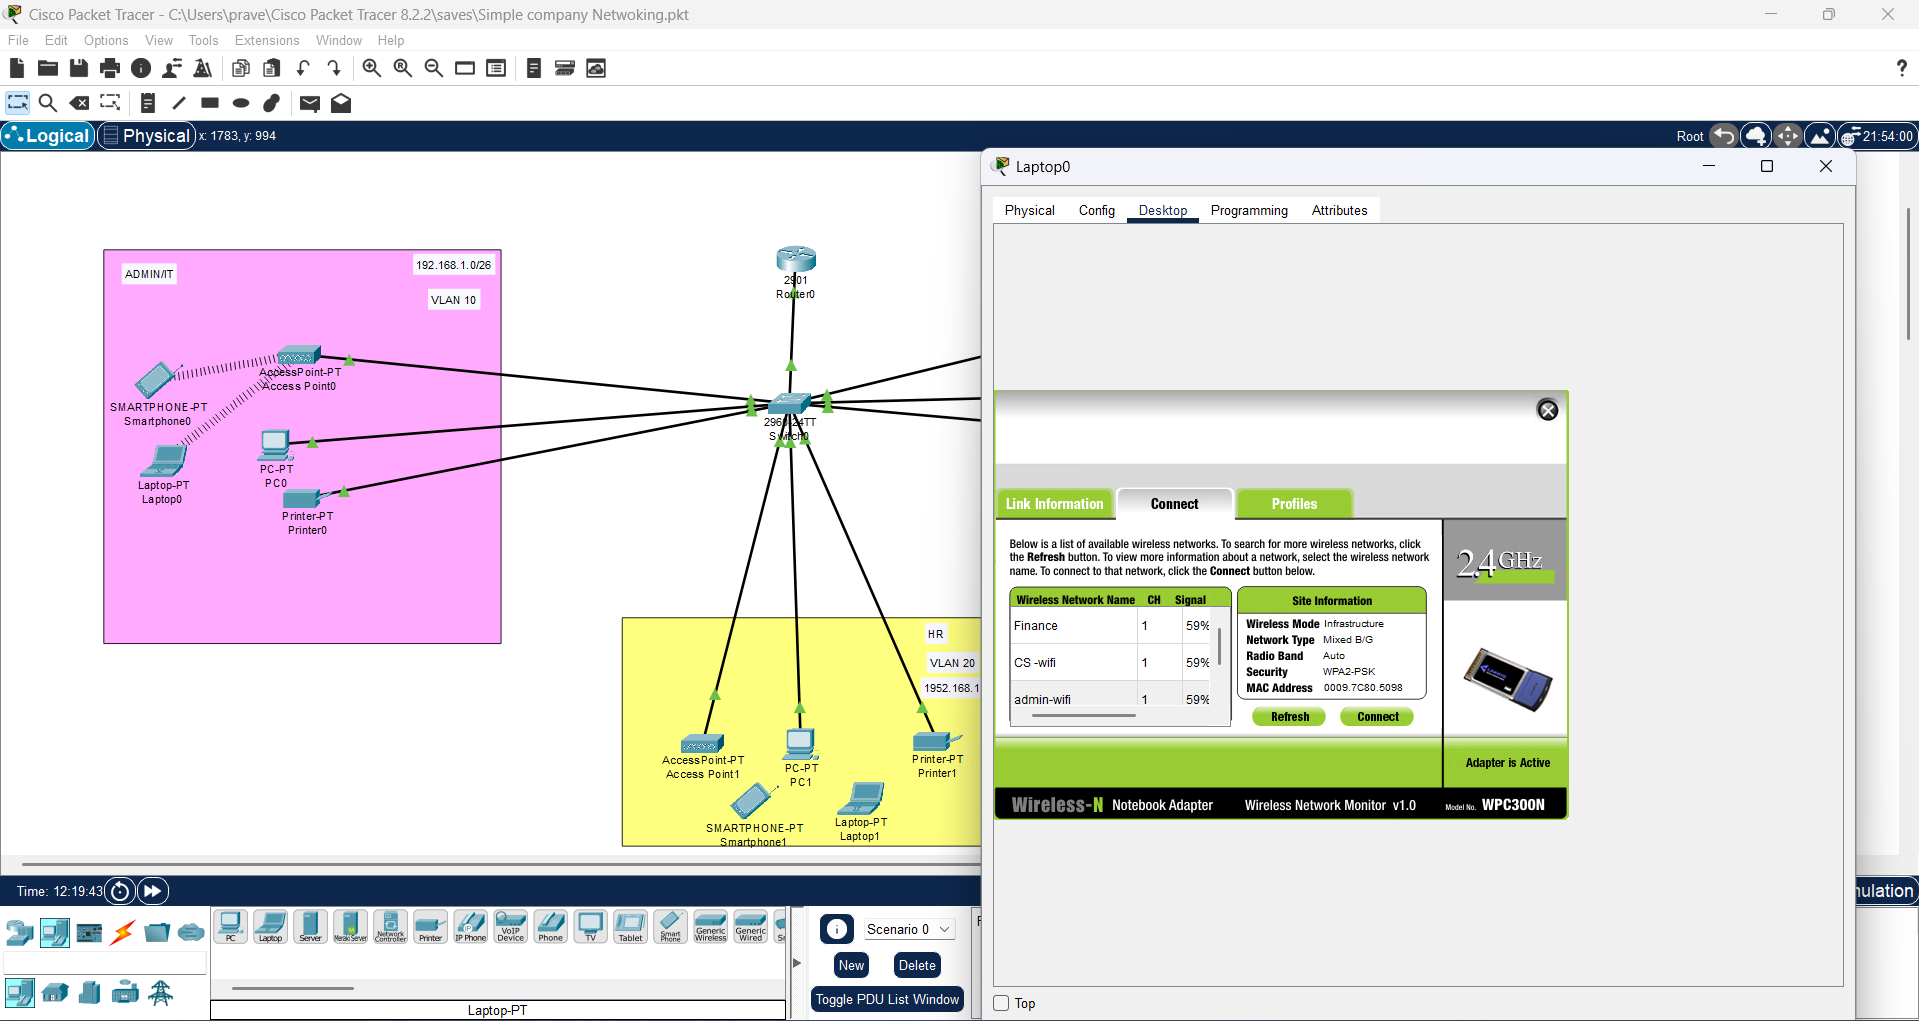 Cisco Packet Tracer - C:\Users\prave\Cisco Packet Tracer 8.2.2\saves\Simple company Netwoking.pkt
File Edit Options View Tools Extensions Window Help
?
Logical Physical x: 1783, y: 994 Root 21:54:00
Laptop0
Physical Config Desktop Programming Attributes
ADMIN/IT
192.168.1.0/26
VLAN 10
2901
Router0
AccessPoint-PT
Access Point0
SMARTPHONE-PT
Smartphone0
2960-24TT
Switch0
PC-PT
PC0
Laptop-PT
Laptop0
Printer-PT
Printer0
HR
VLAN 20
1952.168.1
AccessPoint-PT
Access Point1
PC-PT
PC1
Printer-PT
Printer1
SMARTPHONE-PT
Smartphone1
Laptop-PT
Laptop1
Link Information Connect Profiles
Below is a list of available wireless networks. To search for more wireless networks, click
the Refresh button. To view more information about a network, select the wireless network
name. To connect to that network, click the Connect button below.
2.4GHz
Wireless Network Name CH Signal
Finance 1 59%
CS -wifi 1 59%
admin-wifi 1 59%
Site Information
Wireless Mode Infrastructure
Network Type Mixed B/G
Radio Band Auto
Security WPA2-PSK
MAC Address 0009.7C80.5098
Refresh Connect
Adapter is Active
Wireless-N Notebook Adapter Wireless Network Monitor v1.0 Model No. WPC300N
Top
Time: 12:19:43
nulation
PC Laptop Server Meraki Server Network Controller Printer IP Phone VoIP Device Phone TV Tablet Smart Phone Generic Wireless Generic Wired
Laptop-PT
Scenario 0
New Delete
Toggle PDU List Window